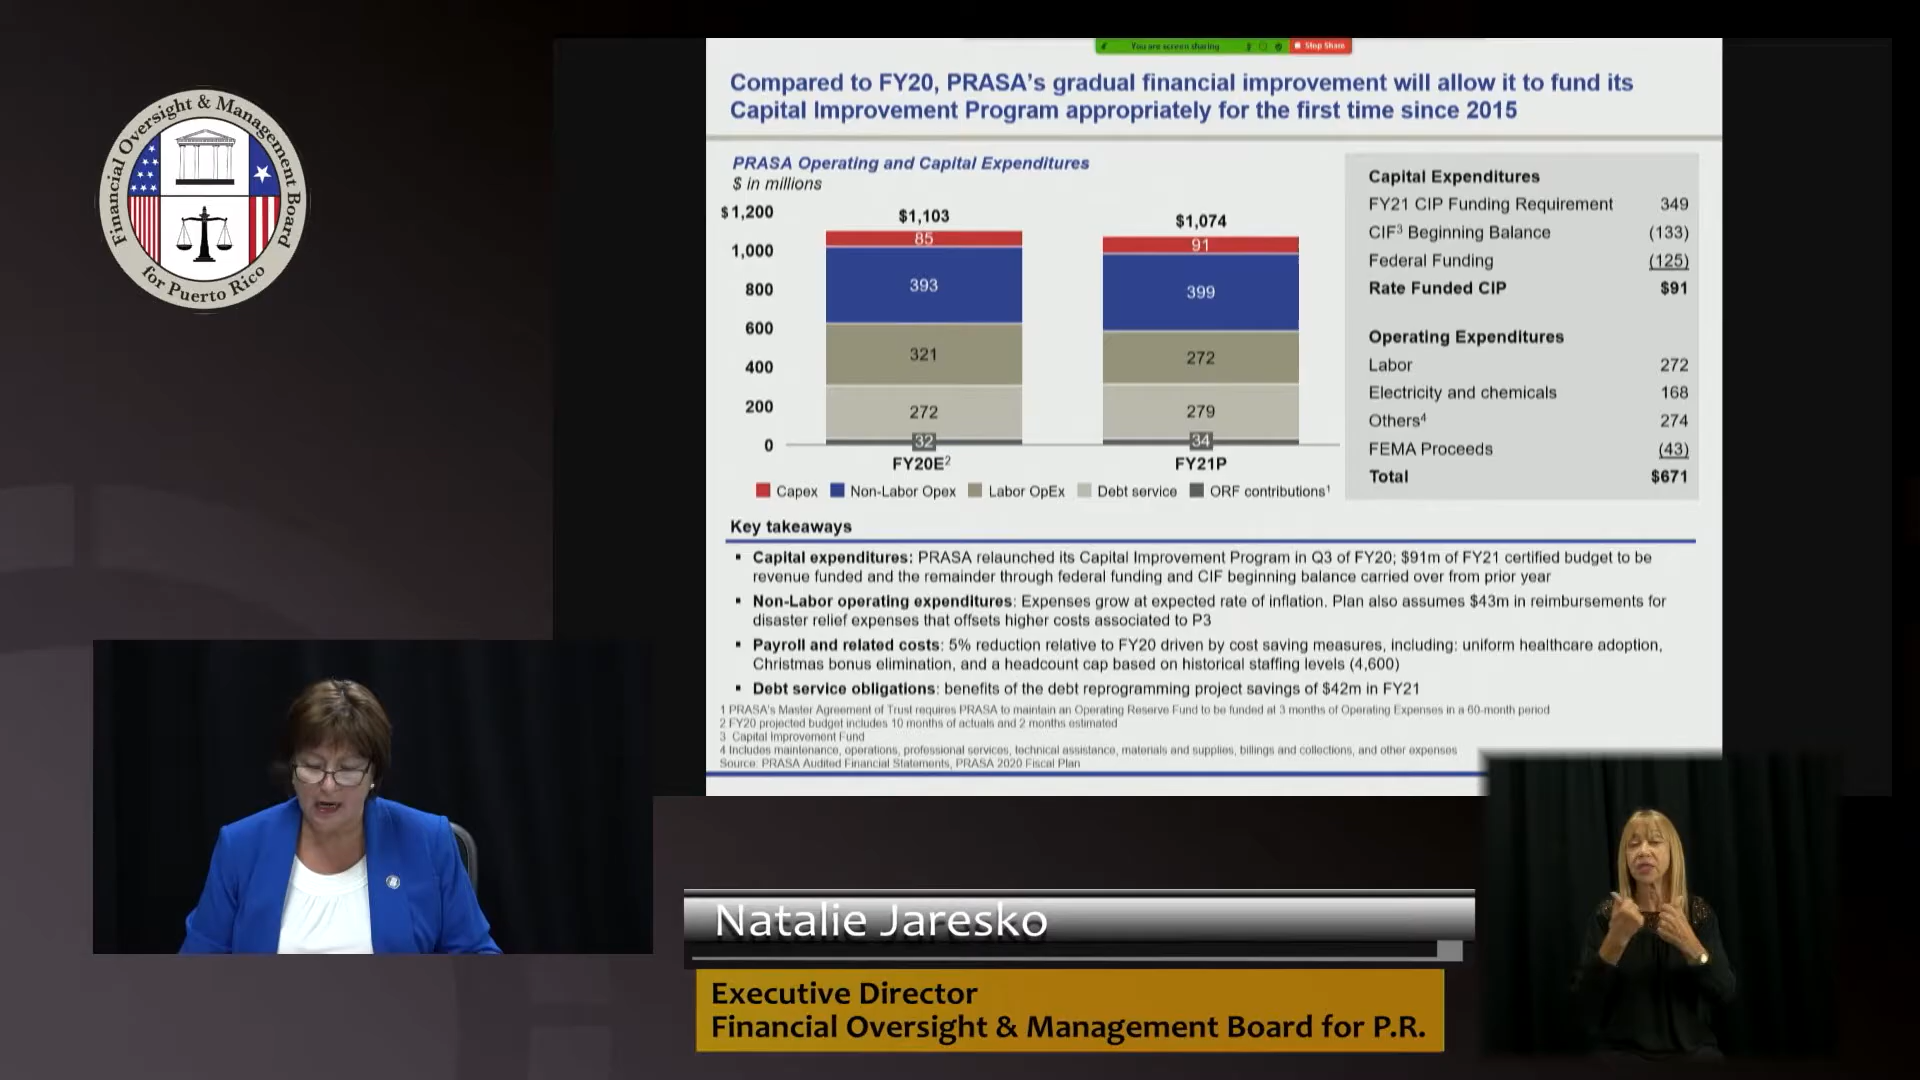 Financial Oversight & Management Board
for Puerto Rico
You are screen sharing
Stop Share
Compared to FY20, PRASA's gradual financial improvement will allow it to fund its
Capital Improvement Program appropriately for the first time since 2015
PRASA Operating and Capital Expenditures
$ in millions
$1,200
1,000
800
600
400
200
0
$1,103
85
393
321
272
32
FY20E²
$1,074
91
399
272
279
34
FY21P
Capex Non-Labor Opex Labor OpEx Debt service ORF contributions¹
Capital Expenditures
FY21 CIP Funding Requirement 349
CIF³ Beginning Balance (133)
Federal Funding (125)
Rate Funded CIP $91
Operating Expenditures
Labor 272
Electricity and chemicals 168
Others⁴ 274
FEMA Proceeds (43)
Total $671
Key takeaways
▪ Capital expenditures: PRASA relaunched its Capital Improvement Program in Q3 of FY20; $91m of FY21 certified budget to be
revenue funded and the remainder through federal funding and CIF beginning balance carried over from prior year
▪ Non-Labor operating expenditures: Expenses grow at expected rate of inflation. Plan also assumes $43m in reimbursements for
disaster relief expenses that offsets higher costs associated to P3
▪ Payroll and related costs: 5% reduction relative to FY20 driven by cost saving measures, including: uniform healthcare adoption,
Christmas bonus elimination, and a headcount cap based on historical staffing levels (4,600)
▪ Debt service obligations: benefits of the debt reprogramming project savings of $42m in FY21
1 PRASA's Master Agreement of Trust requires PRASA to maintain an Operating Reserve Fund to be funded at 3 months of Operating Expenses in a 60-month period
2 FY20 projected budget includes 10 months of actuals and 2 months estimated
3 Capital Improvement Fund
4 Includes maintenance, operations, professional services, technical assistance, materials and supplies, billings and collections, and other expenses
Source: PRASA Audited Financial Statements, PRASA 2020 Fiscal Plan
Natalie Jaresko
Executive Director
Financial Oversight & Management Board for P.R.